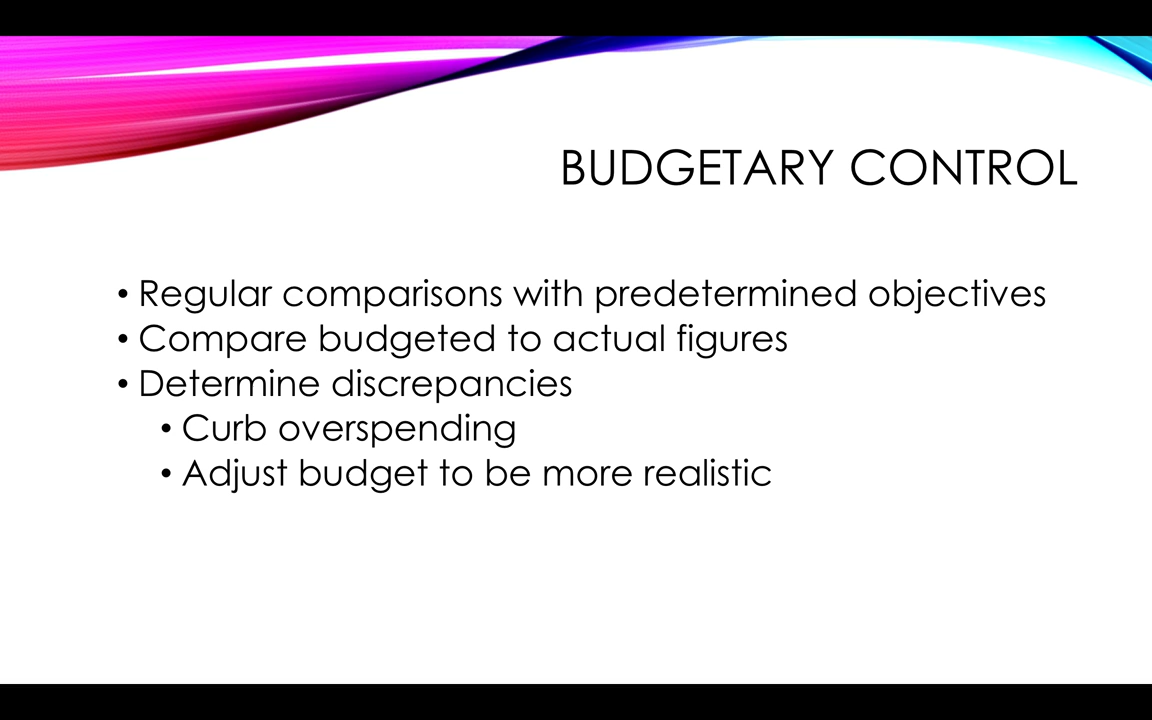 BUDGETARY CONTROL
• Regular comparisons with predetermined objectives
• Compare budgeted to actual figures
• Determine discrepancies
• Curb overspending
• Adjust budget to be more realistic